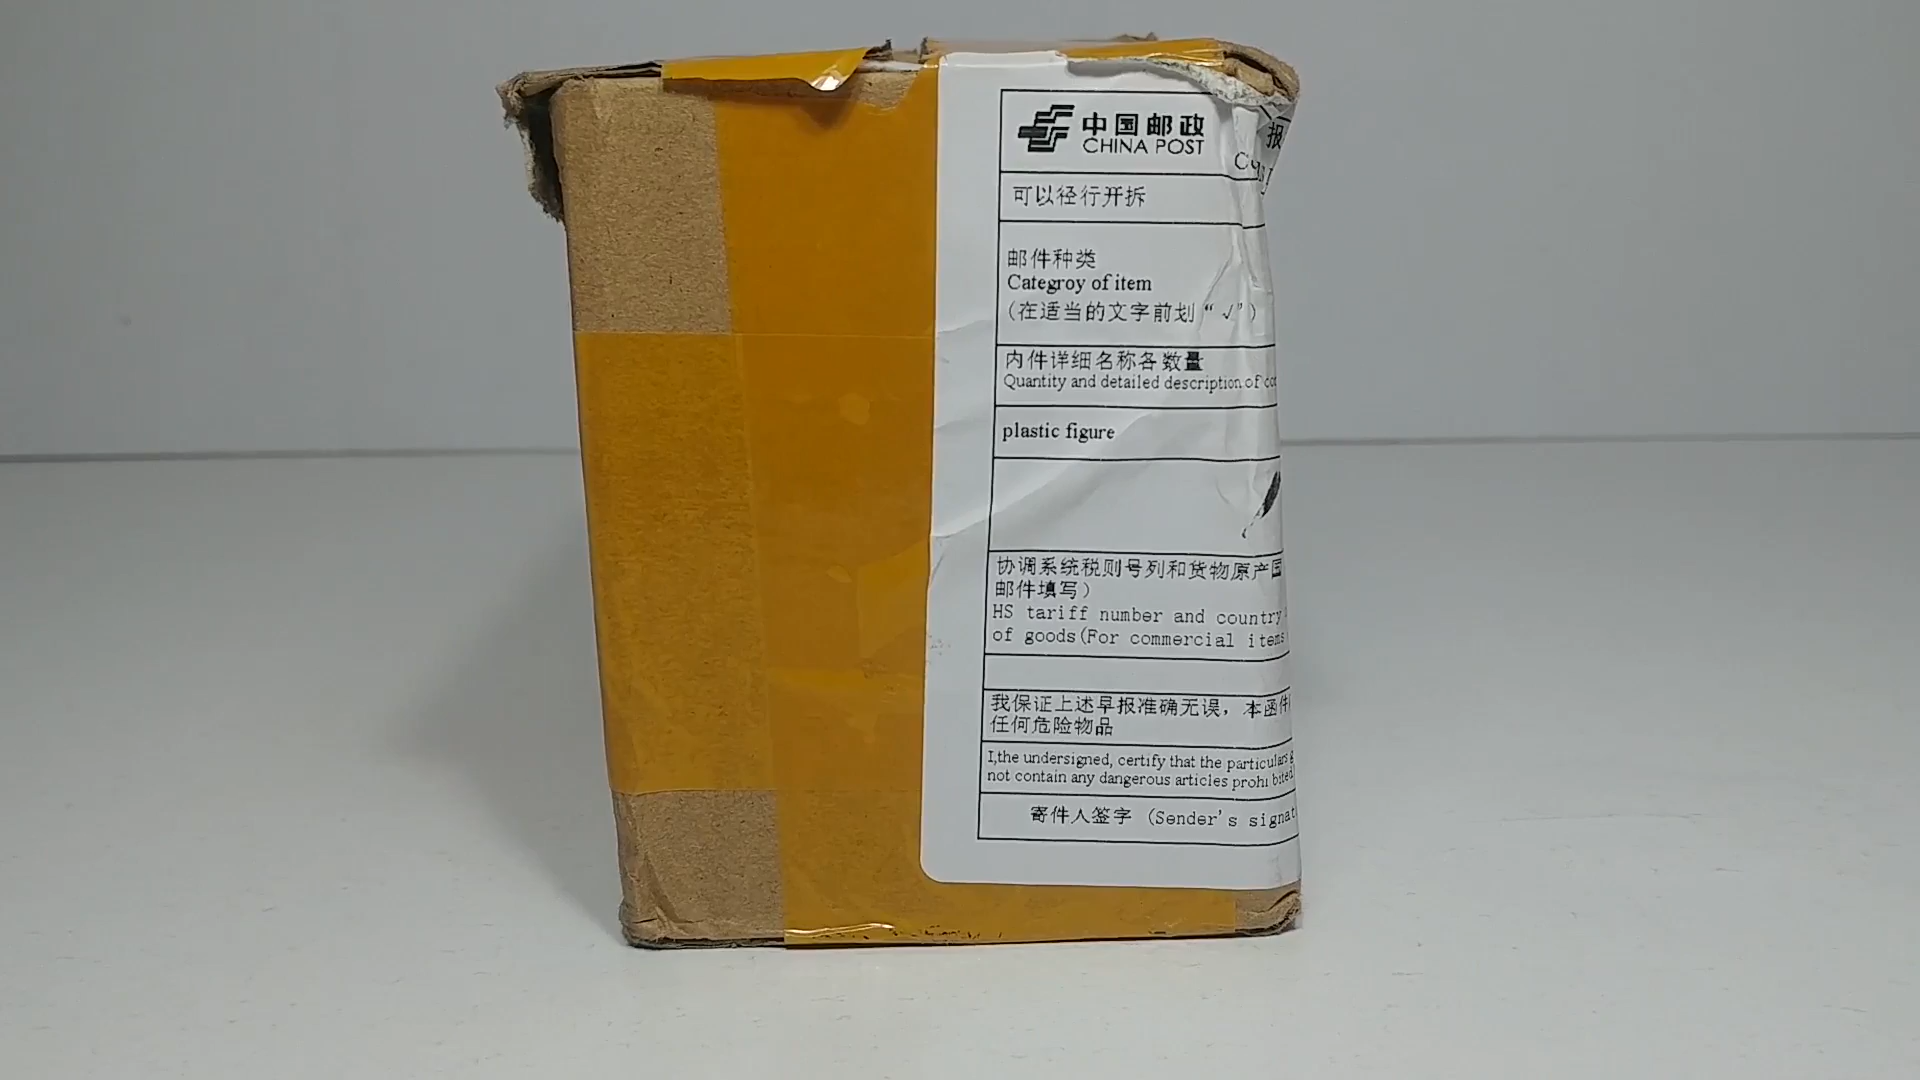 中国邮政
CHINA POST
报
可以径行开拆
邮件种类
Categroy of item
(在适当的文字前划“√”)
内件详细名称各数量
Quantity and detailed description of
plastic figure
协调系统税则号列和货物原产国
邮件填写)
HS tariff number and country
of goods(For commercial items
我保证上述早报准确无误，本函件
任何危险物品
I,the undersigned, certify that the particulars
not contain any dangerous articles prohibited
寄件人签字 (Sender's signat